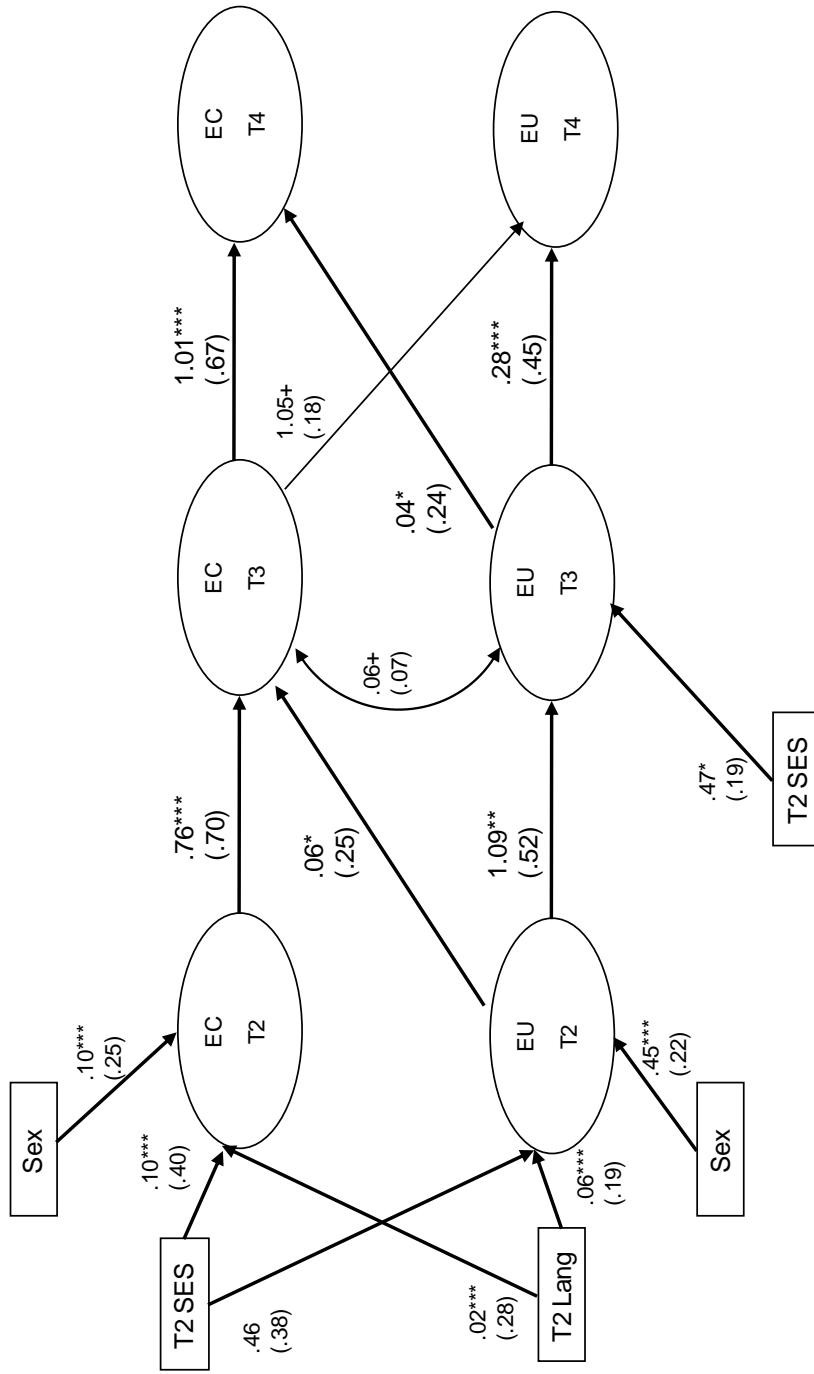 Sex
.10***
(.25)
T2 SES
.10***
(.40)
.46
(.38)
T2 Lang
.02***
(.28)
.06***
(.19)
Sex
.45***
(.22)
EC
T2
EU
T2
.76***
(.70)
.06*
(.25)
1.09**
(.52)
EC
T3
EU
T3
.06+
(.07)
T2 SES
.47*
(.19)
1.01***
(.67)
1.05+
(.18)
.04*
(.24)
.28***
(.45)
EC
T4
EU
T4